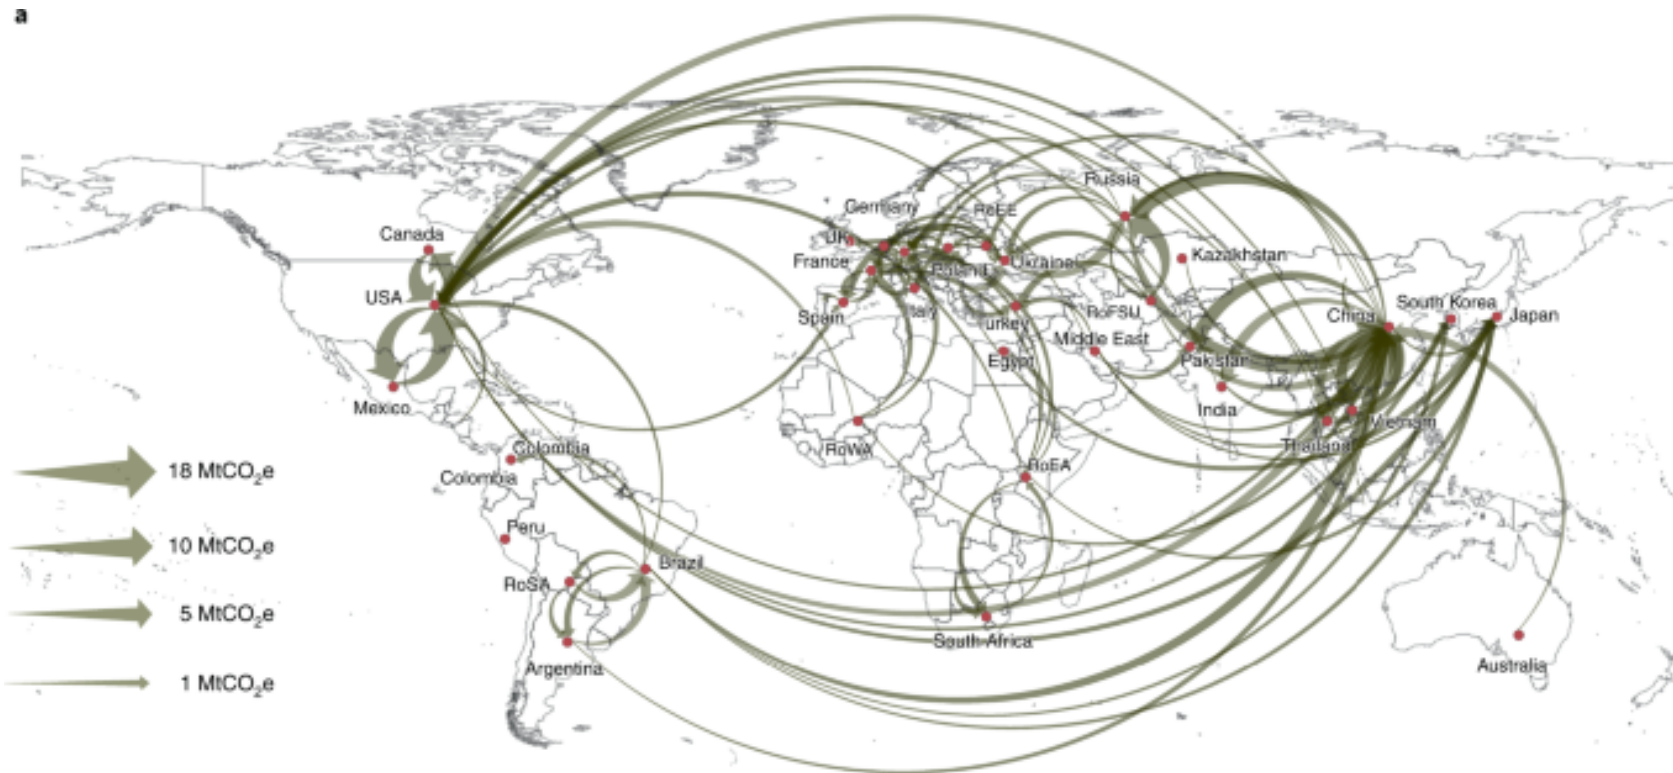 a
Russia
Germany
RoEE
Canada
UK
France
Poland
Ukraine
Kazakhstan
USA
Spain
Italy
Turkey
RoFSU
China
South Korea
Japan
Middle East
Egypt
Pakistan
Mexico
India
Vietnam
Thailand
Colombia
RoWA
RoEA
18 MtCO₂e
Colombia
Peru
10 MtCO₂e
Brazil
RoSA
5 MtCO₂e
South Africa
Argentina
Australia
1 MtCO₂e